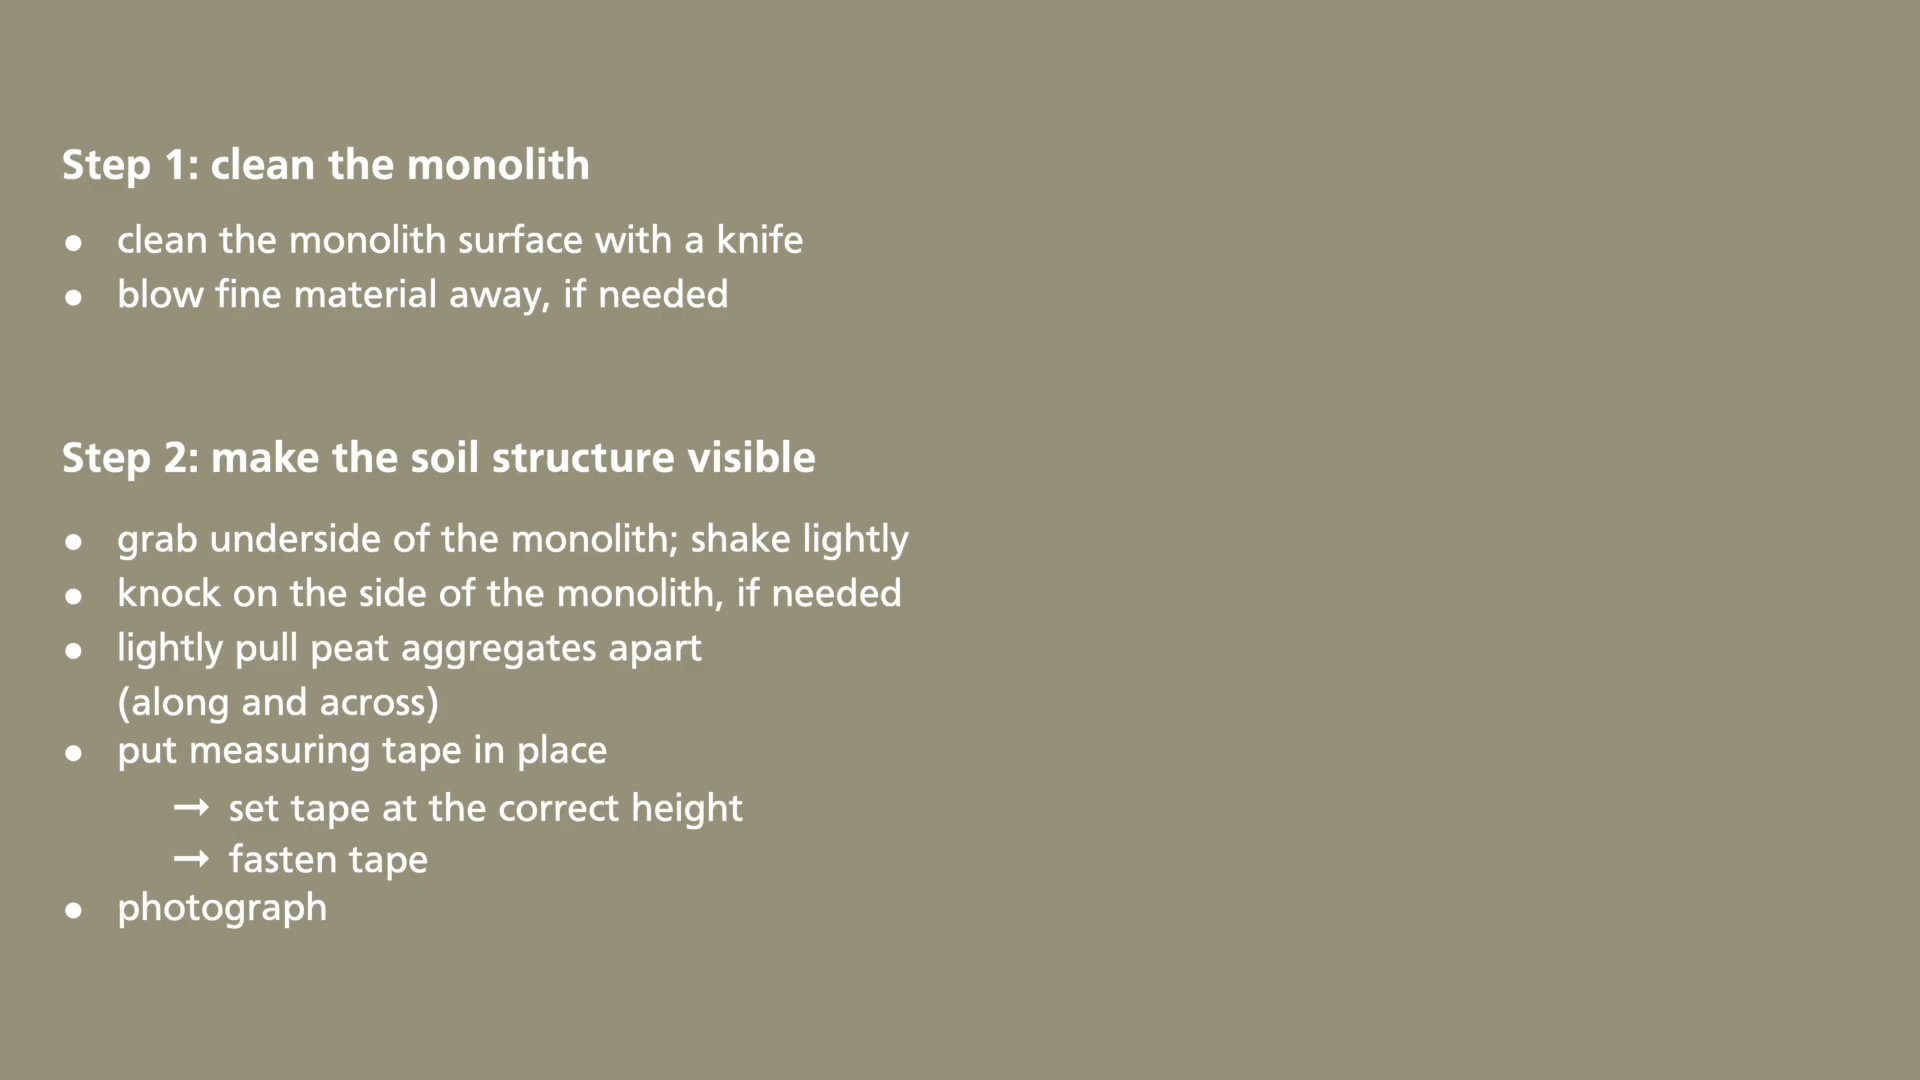 Step 1: clean the monolith
● clean the monolith surface with a knife
● blow fine material away, if needed
Step 2: make the soil structure visible
● grab underside of the monolith; shake lightly
● knock on the side of the monolith, if needed
● lightly pull peat aggregates apart
(along and across)
● put measuring tape in place
→ set tape at the correct height
→ fasten tape
● photograph